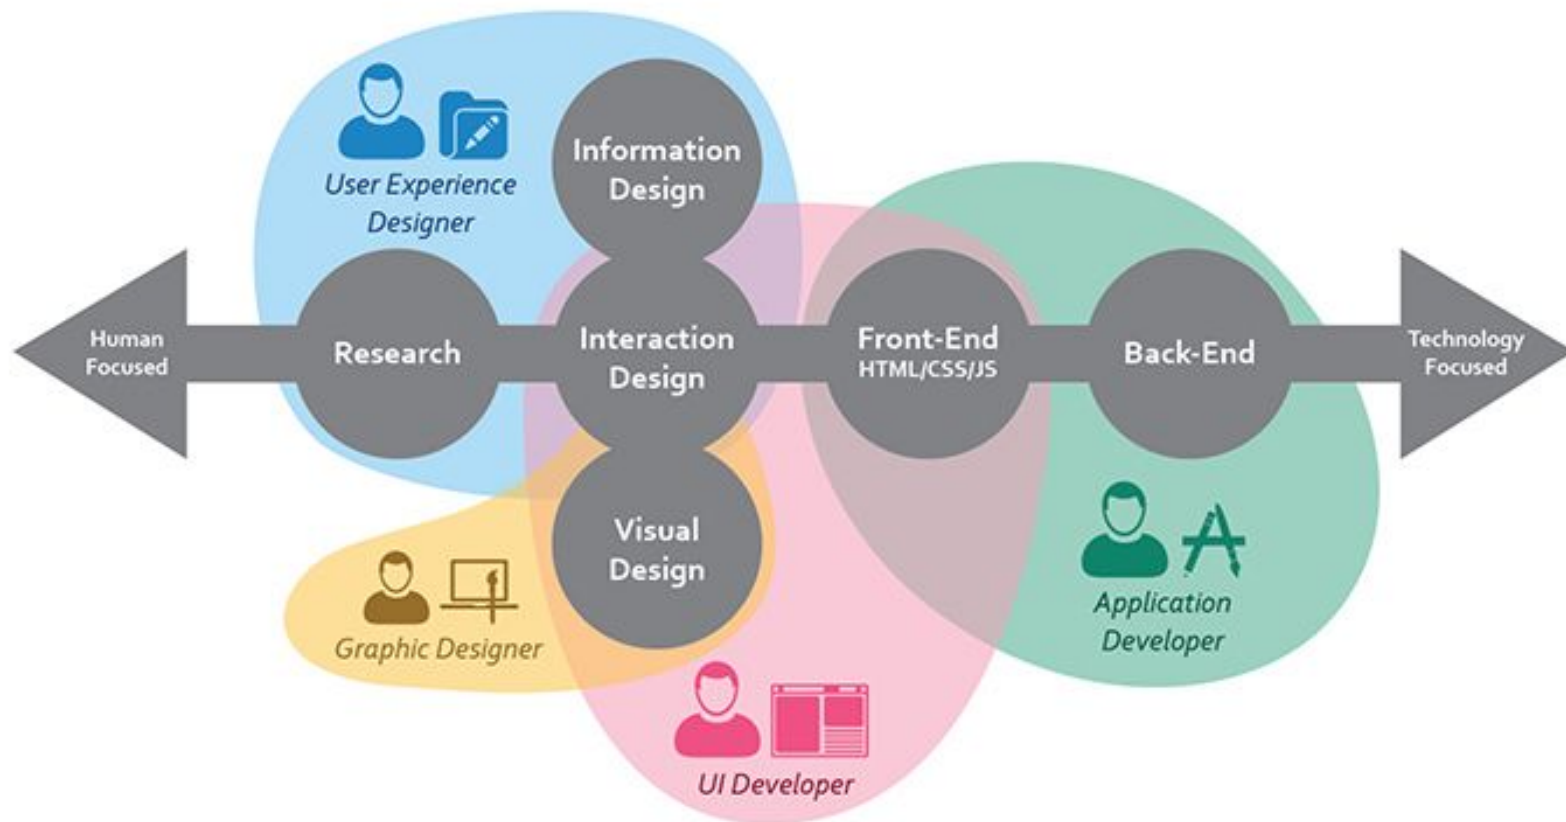 Information
Design
User Experience
Designer
Human
Focused
Research
Interaction
Design
Front-End
HTML/CSS/JS
Back-End
Technology
Focused
Visual
Design
Graphic Designer
Application
Developer
UI Developer